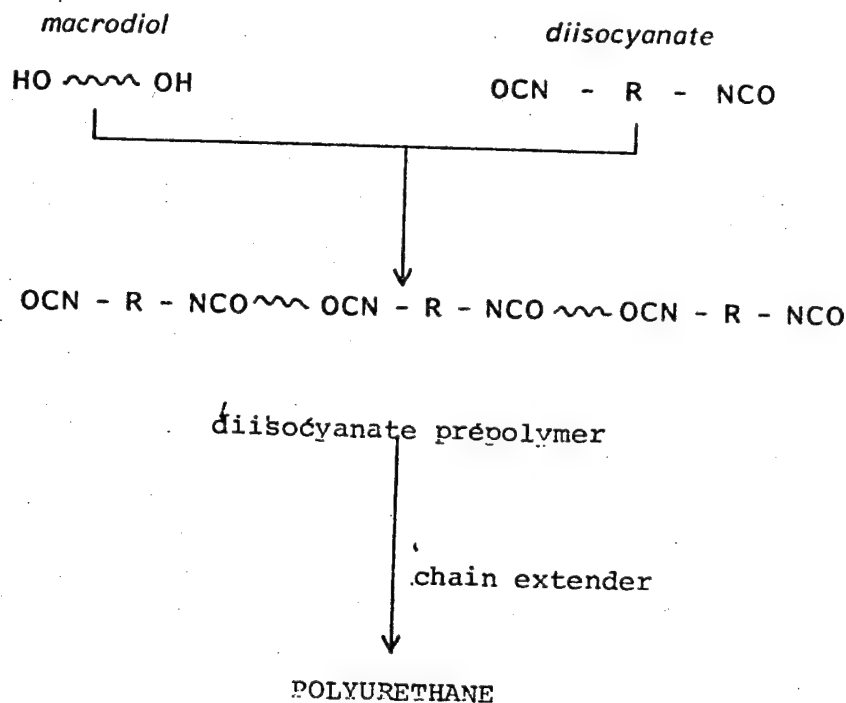 macrodiol
diisocyanate
HO OH
OCN - R - NCO
OCN - R - NCO OCN - R - NCO OCN - R - NCO
diisocyanate prepolymer
chain extender
POLYURETHANE